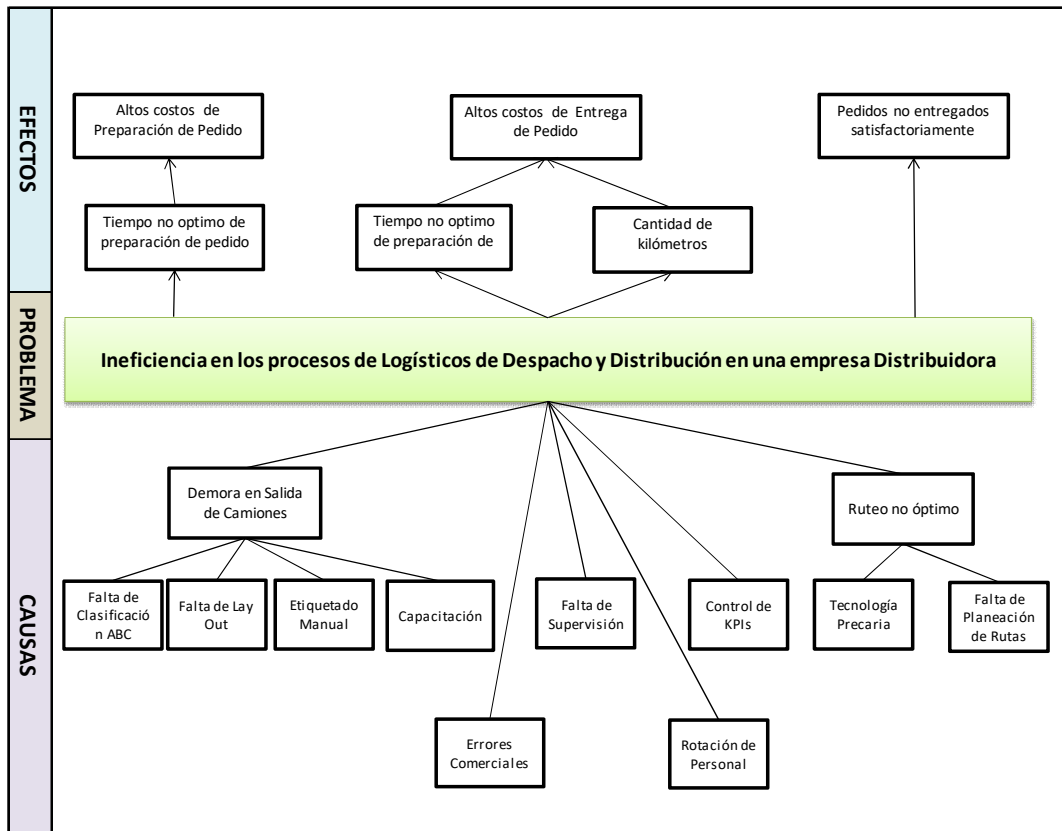 EFECTOS
Altos costos de
Preparación de Pedido
Altos costos de Entrega
de Pedido
Pedidos no entregados
satisfactoriamente
Tiempo no optimo de
preparación de pedido
Tiempo no optimo
de preparación de
Cantidad de
kilómetros
PROBLEMA
Ineficiencia en los procesos de Logísticos de Despacho y Distribución en una empresa Distribuidora
CAUSAS
Demora en Salida
de Camiones
Ruteo no óptimo
Falta de
Clasificació
n ABC
Falta de Lay
Out
Etiquetado
Manual
Capacitación
Falta de
Supervisión
Control de
KPIs
Tecnología
Precaria
Falta de
Planeación
de Rutas
Errores
Comerciales
Rotación de
Personal